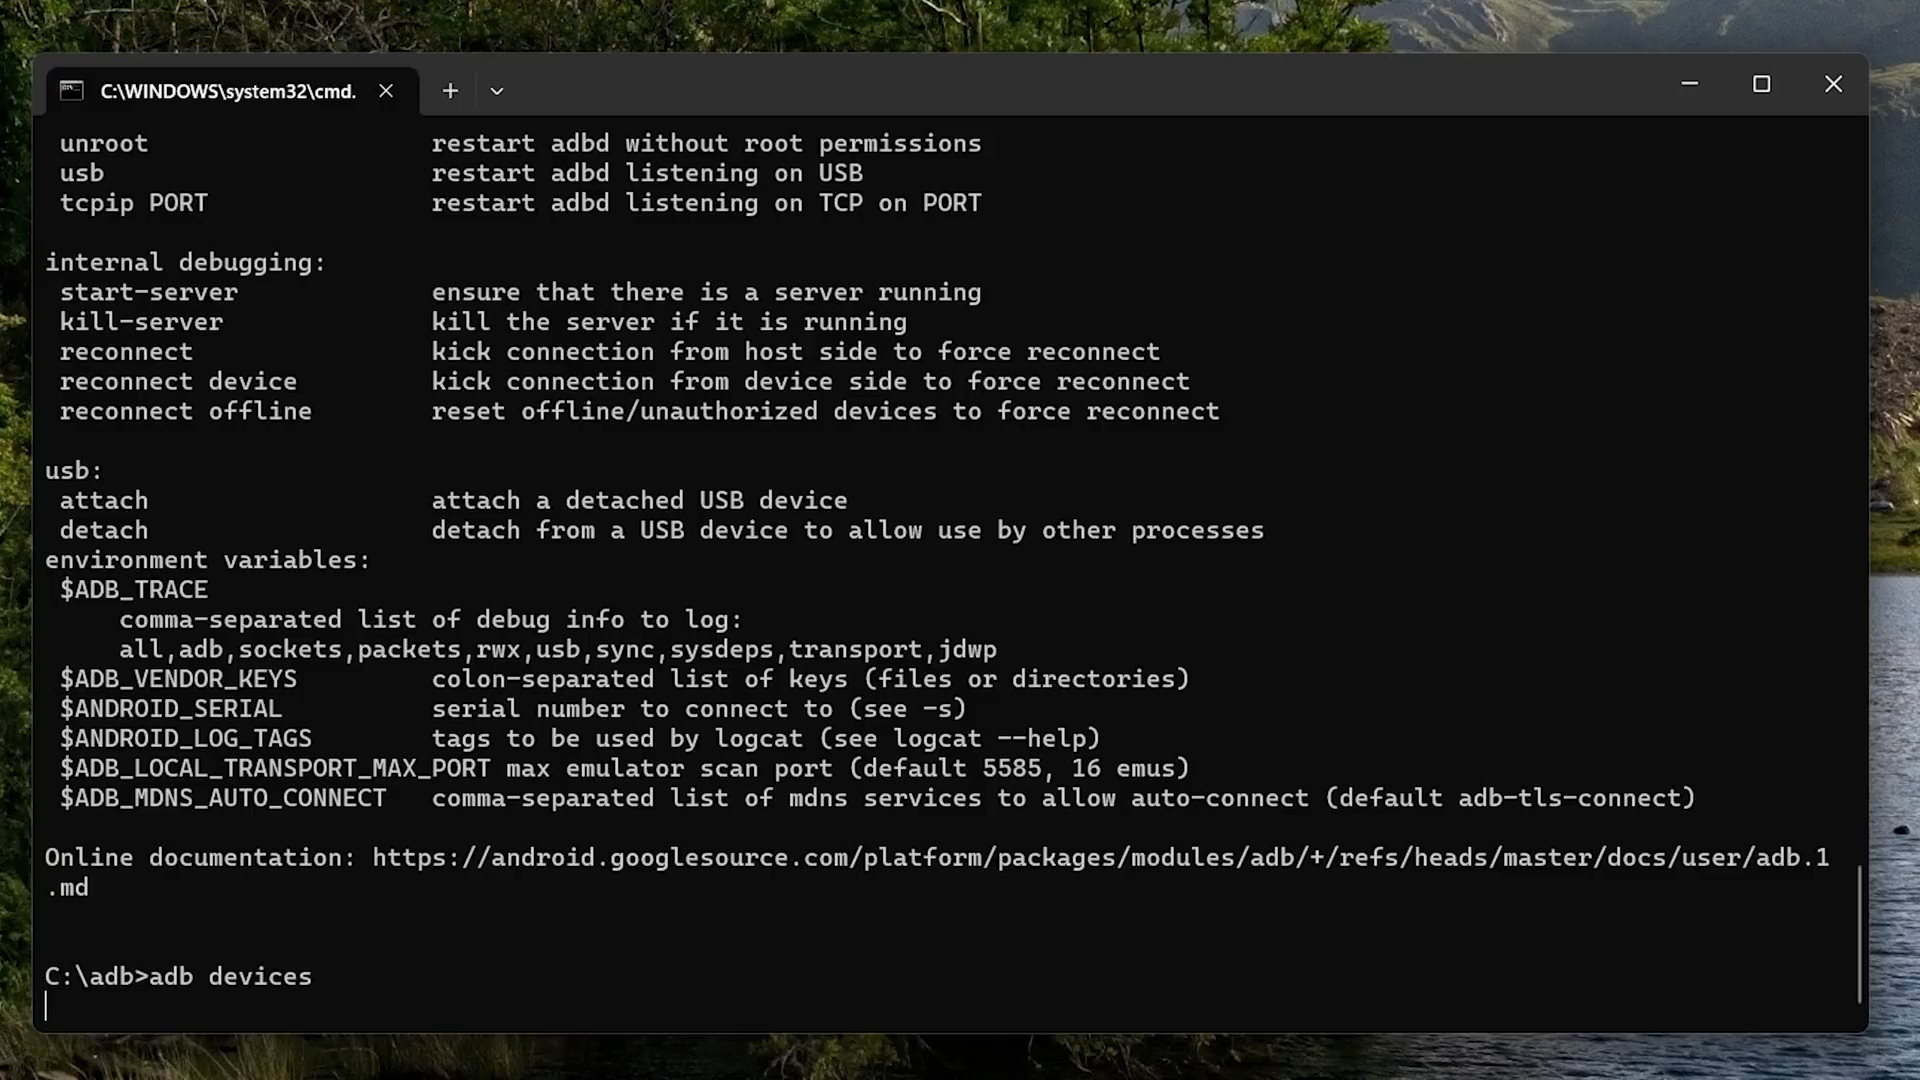 C:\WINDOWS\system32\cmd.
unroot restart adbd without root permissions
usb restart adbd listening on USB
tcpip PORT restart adbd listening on TCP on PORT
internal debugging:
start-server ensure that there is a server running
kill-server kill the server if it is running
reconnect kick connection from host side to force reconnect
reconnect device kick connection from device side to force reconnect
reconnect offline reset offline/unauthorized devices to force reconnect
usb:
attach attach a detached USB device
detach detach from a USB device to allow use by other processes
environment variables:
$ADB_TRACE
comma-separated list of debug info to log:
all,adb,sockets,packets,rwx,usb,sync,sysdeps,transport,jdwp
$ADB_VENDOR_KEYS colon-separated list of keys (files or directories)
$ANDROID_SERIAL serial number to connect to (see -s)
$ANDROID_LOG_TAGS tags to be used by logcat (see logcat --help)
$ADB_LOCAL_TRANSPORT_MAX_PORT max emulator scan port (default 5585, 16 emus)
$ADB_MDNS_AUTO_CONNECT comma-separated list of mdns services to allow auto-connect (default adb-tls-connect)
Online documentation: https://android.googlesource.com/platform/packages/modules/adb/+/refs/heads/master/docs/user/adb.1
.md
C:\adb>adb devices